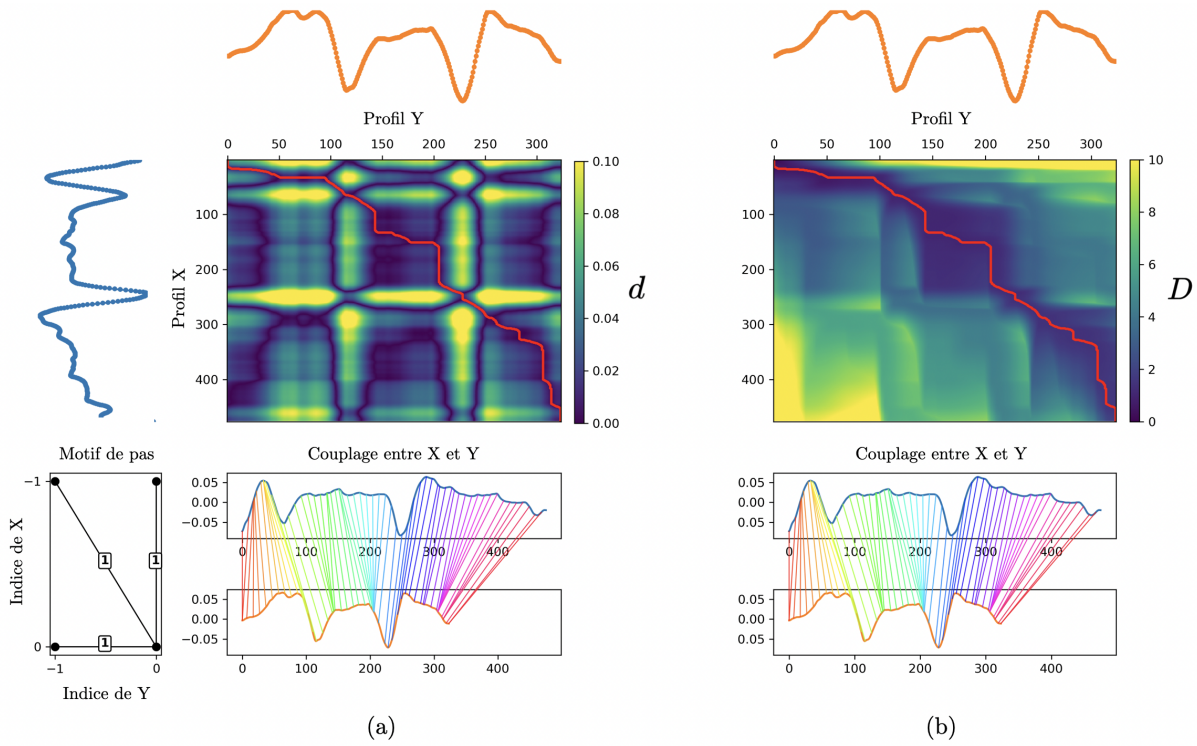 Profil Y
0 50 100 150 200 250 300
Profil X
100
200
300
400
0.10
0.08
0.06
0.04
0.02
0.00
d
Profil Y
0 50 100 150 200 250 300
100
200
300
400
10
8
6
4
2
0
D
Motif de pas
Indice de X
−1
0
1
1
1
−1 0
Indice de Y
Couplage entre X et Y
0.05
0.00
−0.05
0 100 200 300 400
0.05
0.00
−0.05
0 100 200 300 400
(a)
Couplage entre X et Y
0.05
0.00
−0.05
0 100 200 300 400
0.05
0.00
−0.05
0 100 200 300 400
(b)